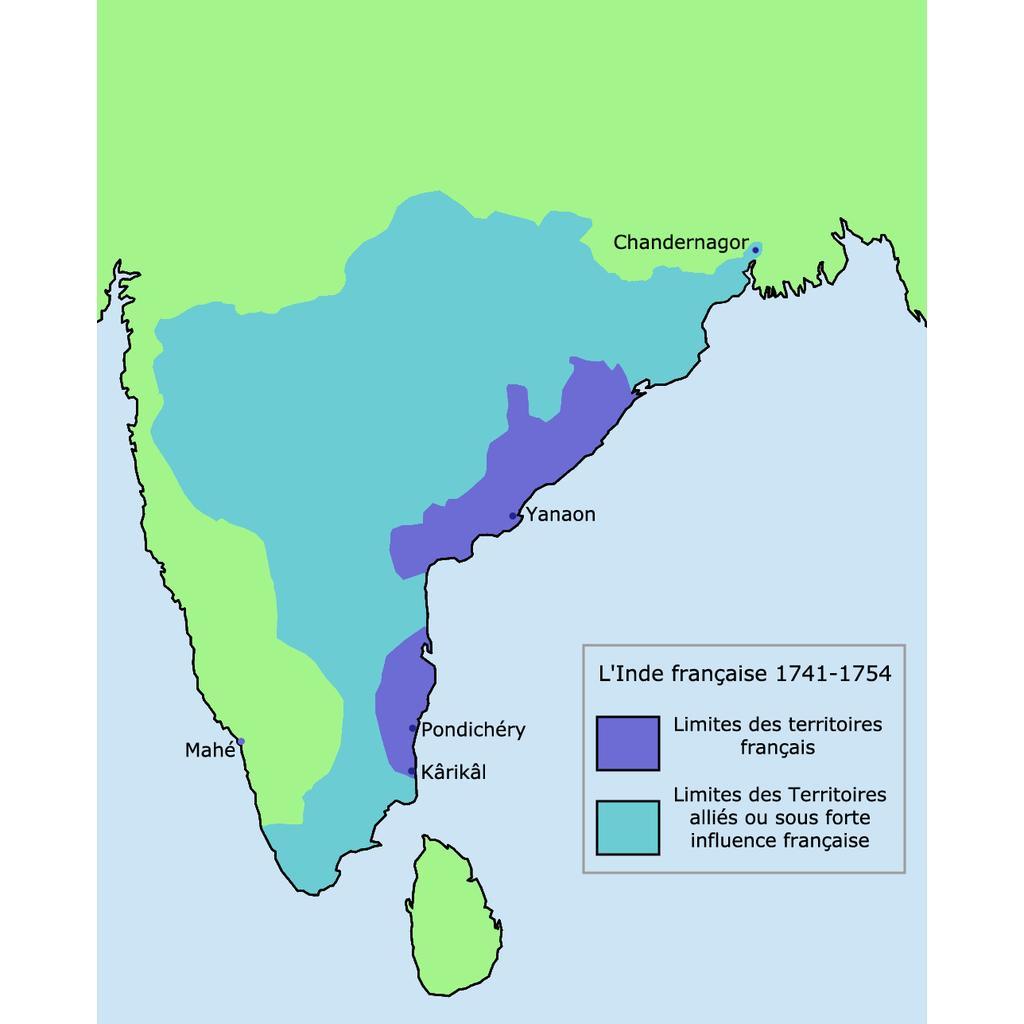 Chandernagor
Yanaon
L'Inde française 1741-1754
Limites des territoires
français
Pondichéry
Mahé
Kârikâl
Limites des Territoires
alliés ou sous forte
influence française